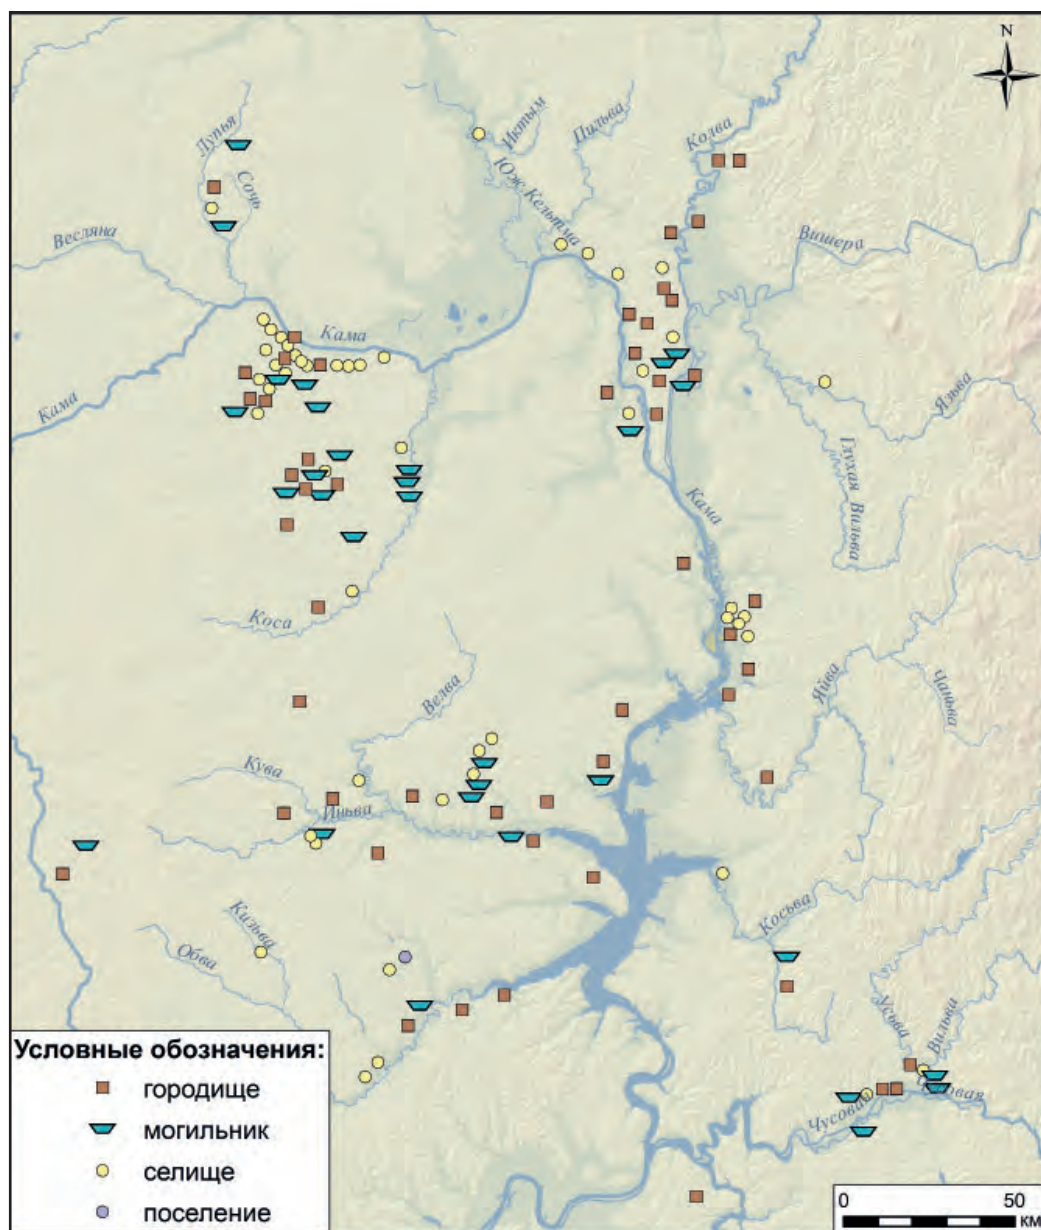 N
Лупья
Сочь
Весляна
Иктым
Пильва
Юж. Кельтма
Колва
Вишера
Кама
Кама
Язьва
Глухая Вильва
Кама
Коса
Велва
Яйва
Чаньва
Кува
Иньва
Кизьва
Обва
Косьва
Усьва
Вильва
Чусовая
Условные обозначения:
городище
могильник
селище
поселение
0 50
км